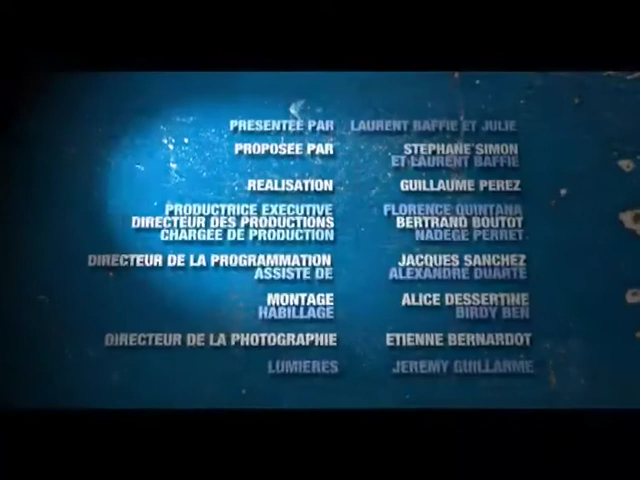 PRESENTEE PAR LAURENT BAFFIE ET JULIE
PROPOSEE PAR STEPHANE SIMON
ET LAURENT BAFFIE
REALISATION GUILLAUME PEREZ
PRODUCTRICE EXECUTIVE FLORENCE QUINTANA
DIRECTEUR DES PRODUCTIONS BERTRAND BOUTOT
CHARGEE DE PRODUCTION NADEGE PERRET
DIRECTEUR DE LA PROGRAMMATION JACQUES SANCHEZ
ASSISTE DE ALEXANDRE DUARTE
MONTAGE ALICE DESSERTINE
HABILLAGE BIRDY BEN
DIRECTEUR DE LA PHOTOGRAPHIE ETIENNE BERNARDOT
LUMIERES JEREMY GUILLARME